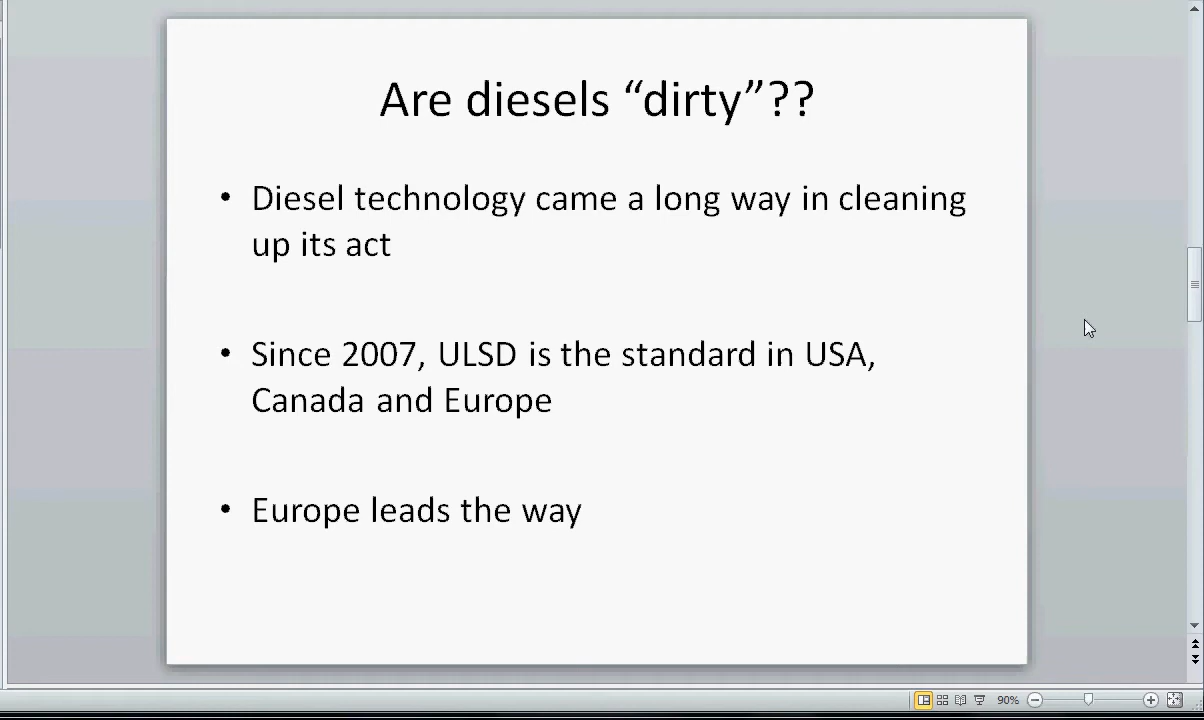 Are diesels “dirty”??
• Diesel technology came a long way in cleaning
up its act
• Since 2007, ULSD is the standard in USA,
Canada and Europe
• Europe leads the way
90%